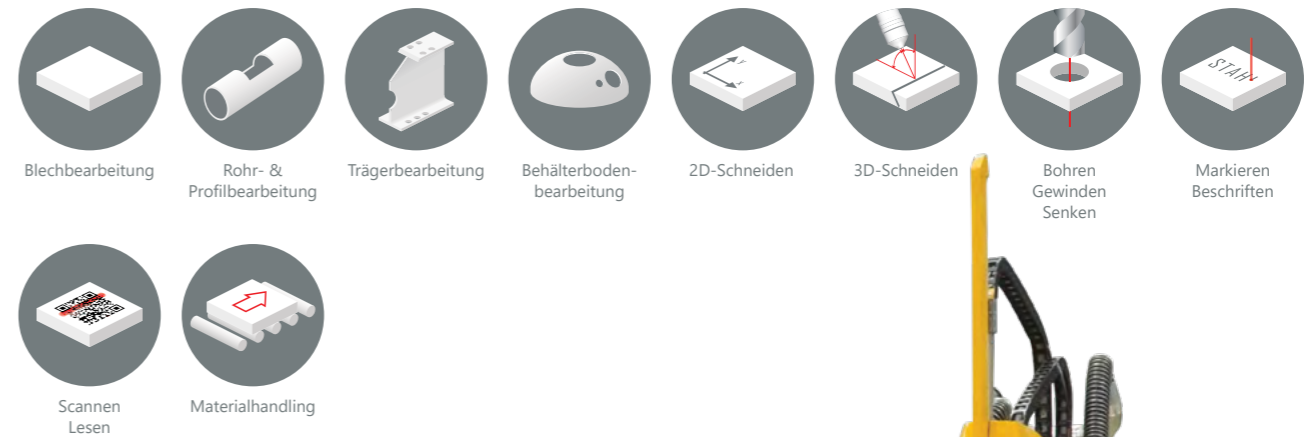 Blechbearbeitung
Rohr- &
Profilbearbeitung
Trägerbearbeitung
Behälterboden-
bearbeitung
2D-Schneiden
3D-Schneiden
Bohren
Gewinden
Senken
Markieren
Beschriften
Y
X
STAHL
Scannen
Lesen
Materialhandling